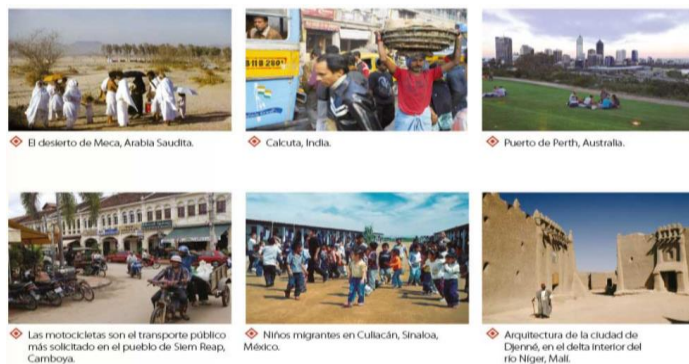 El desierto de Meca, Arabia Saudita.
Calcuta, India.
Puerto de Perth, Australia.
Las motocicletas son el transporte público
más solicitado en el pueblo de Siem Reap,
Camboya.
Niños migrantes en Culiacán, Sinaloa,
México.
Arquitectura de la ciudad de
Djenné, en el delta interior del
río Níger, Malí.